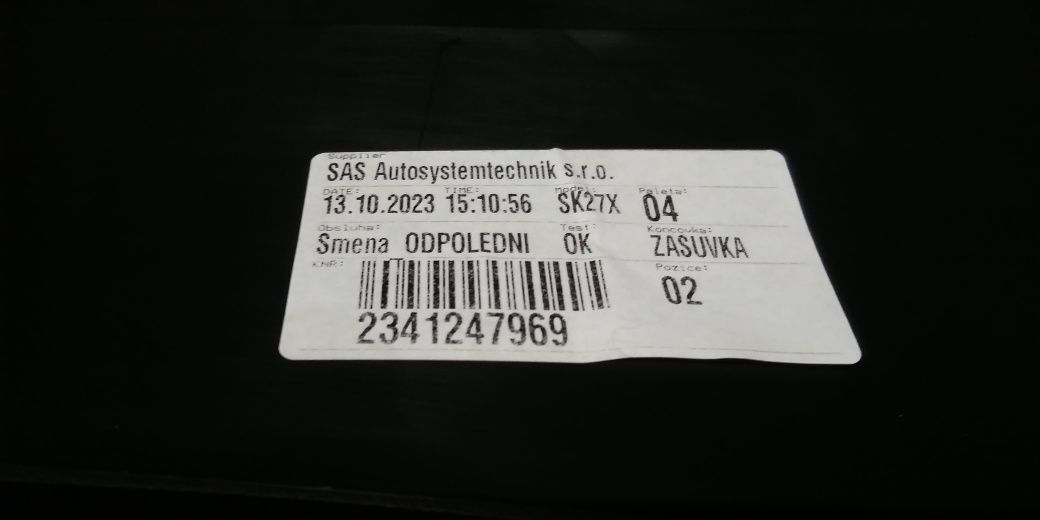 Supplier
SAS Autosystemtechnik s.r.o.
DATE: TIME: Model: Paleta:
13.10.2023 15:10:56 SK27X 04
Obsluha: Test: Koncovka:
Smena ODPOLEDNI OK ZASUVKA
KNR: Pozice:
02
2341247969